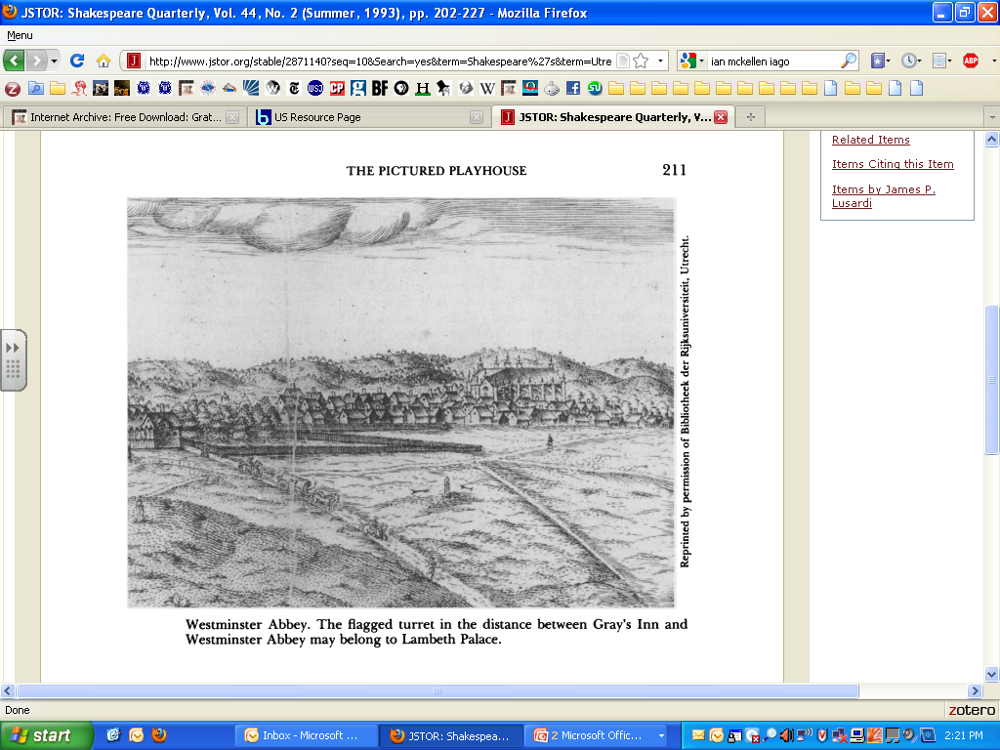 JSTOR: Shakespeare Quarterly, Vol. 44, No. 2 (Summer, 1993), pp. 202-227 - Mozilla Firefox
Menu
http://www.jstor.org/stable/2871140?seq=10&Search=yes&term=Shakespeare%27s&term=Utre
ian mckellen iago
ABP
Internet Archive: Free Download: Grat...
US Resource Page
JSTOR: Shakespeare Quarterly, V...
Related Items
Items Citing this Item
Items by James P.
Lusardi
THE PICTURED PLAYHOUSE 211
Reprinted by permission of Bibliotheek der Rijksuniversiteit, Utrecht.
Westminster Abbey. The flagged turret in the distance between Gray's Inn and
Westminster Abbey may belong to Lambeth Palace.
Done
zotero
start
Inbox - Microsoft ...
JSTOR: Shakespea...
2 Microsoft Offic...
2:21 PM